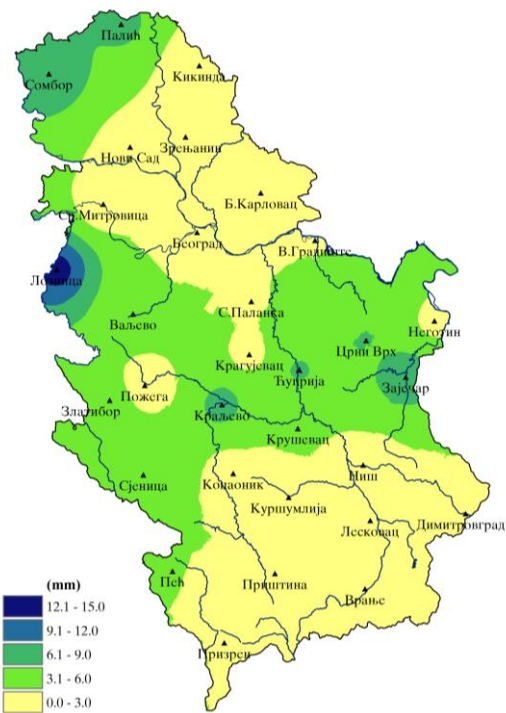 Палић
Сомбор
Кикинда
Зрењанин
Нови Сад
Б.Карловац
Ср.Митровица
Београд
В.Градиште
Лозница
С.Паланка
Ваљево
Неготин
Црни Врх
Крагујевац
Ћуприја
Зајечар
Пожега
Златибор
Краљево
Крушевац
Ниш
Копаоник
Сјеница
Куршумлија
Лесковац
Димитровград
Пећ
Приштина
Врање
Призрен
(mm)
12.1 - 15.0
9.1 - 12.0
6.1 - 9.0
3.1 - 6.0
0.0 - 3.0